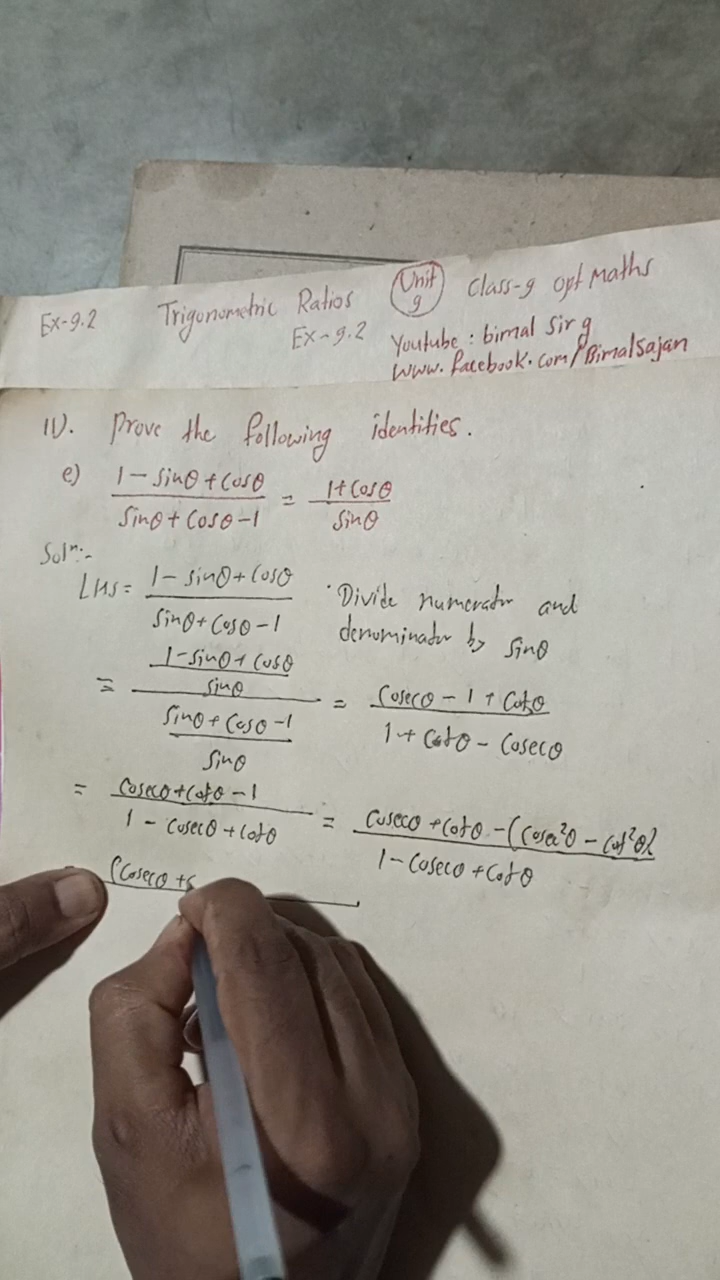 Ex-9.2 Trigonometric Ratios Unit 9 Class-9 opt Maths
Ex-9.2 Youtube : bimal sir g
www.facebook.com/Bimalsajan
10. Prove the following identities.
e) (1 - sinθ + cosθ)/(sinθ + cosθ - 1) = (1 + cosθ)/sinθ
Solⁿ:-
LHS = (1 - sinθ + cosθ)/(sinθ + cosθ - 1) Divide numerator and
denominator by sinθ
= ((1 - sinθ + cosθ)/sinθ)/((sinθ + cosθ - 1)/sinθ) = (cosecθ - 1 + cotθ)/(1 + cotθ - cosecθ)
= (cosecθ + cotθ - 1)/(1 - cosecθ + cotθ) = (cosecθ + cotθ - (cosec²θ - cot²θ))/(1 - cosecθ + cotθ)
(cosecθ + c